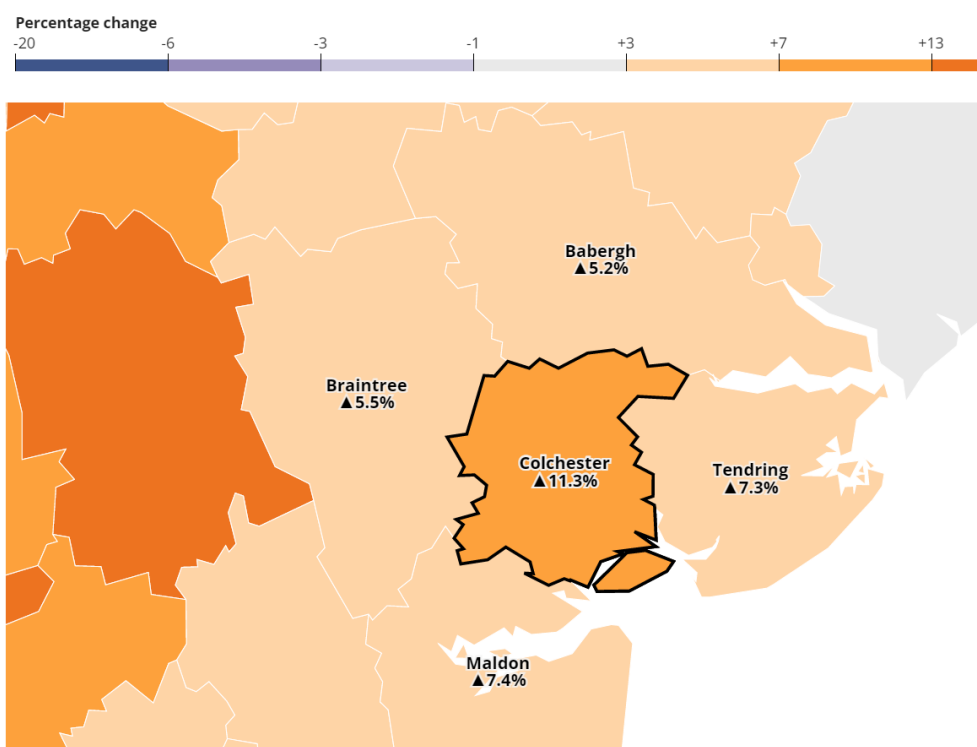 Percentage change
-20 -6 -3 -1 +3 +7 +13
Babergh
▲5.2%
Braintree
▲5.5%
Colchester
▲11.3%
Tendring
▲7.3%
Maldon
▲7.4%